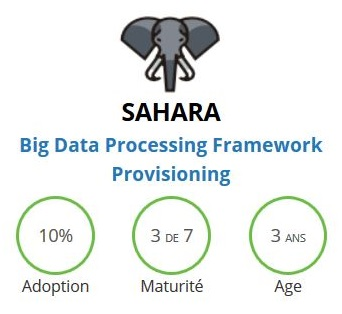 SAHARA
Big Data Processing Framework
Provisioning
10% 3 DE 7 3 ANS
Adoption Maturité Age